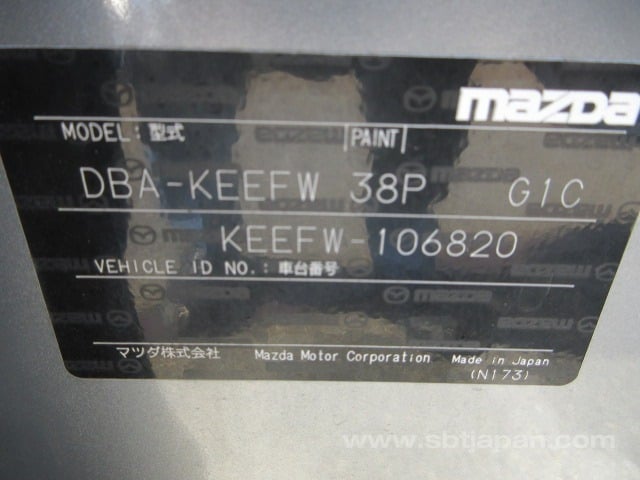 mazda
MODEL: 型式 PAINT
DBA-KEEFW 38P G1C
KEEFW-106820
VEHICLE ID NO.: 車台番号
マツダ株式会社 Mazda Motor Corporation Made in Japan
(N173)
www.sbtjapan.com